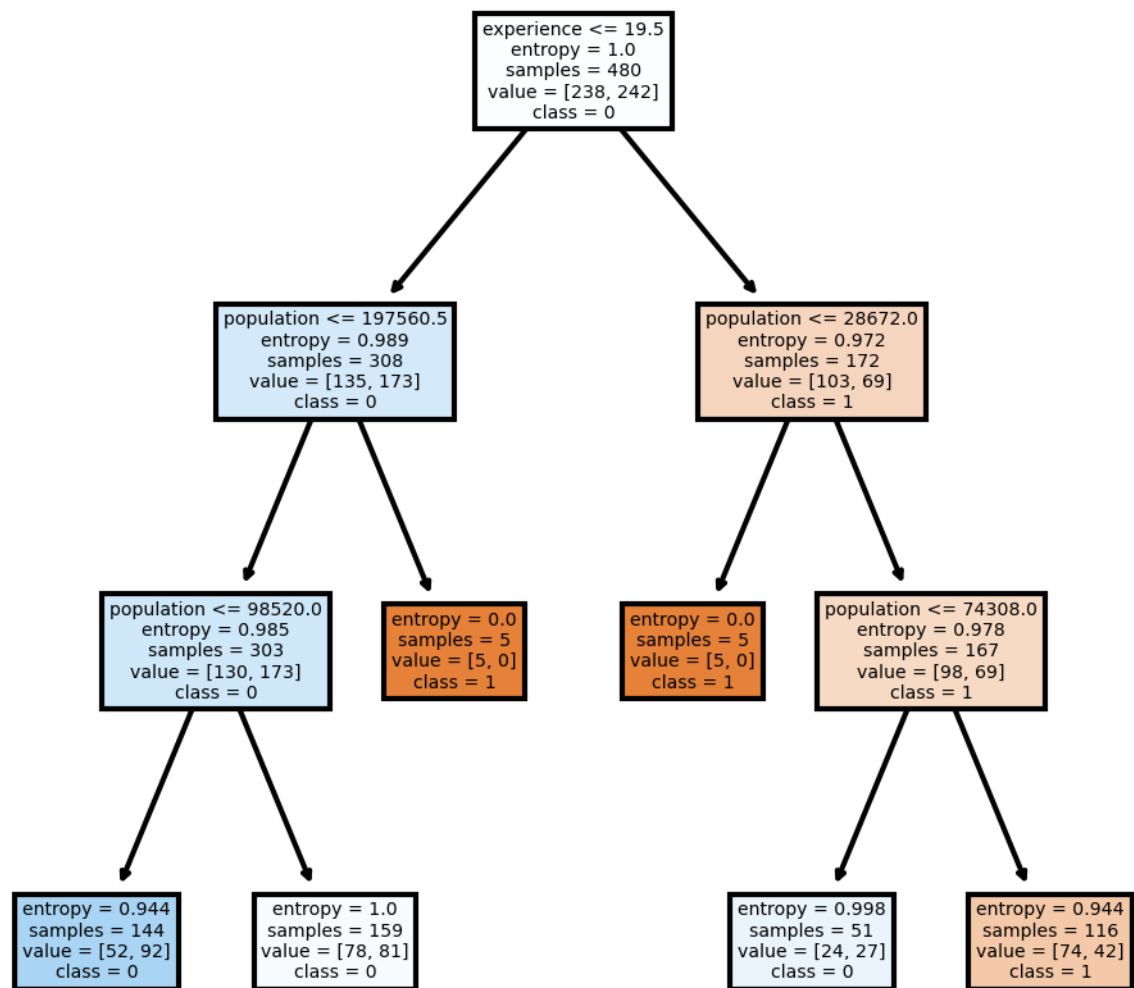 experience <= 19.5
entropy = 1.0
samples = 480
value = [238, 242]
class = 0
population <= 197560.5
entropy = 0.989
samples = 308
value = [135, 173]
class = 0
population <= 28672.0
entropy = 0.972
samples = 172
value = [103, 69]
class = 1
population <= 98520.0
entropy = 0.985
samples = 303
value = [130, 173]
class = 0
entropy = 0.0
samples = 5
value = [5, 0]
class = 1
entropy = 0.0
samples = 5
value = [5, 0]
class = 1
population <= 74308.0
entropy = 0.978
samples = 167
value = [98, 69]
class = 1
entropy = 0.944
samples = 144
value = [52, 92]
class = 0
entropy = 1.0
samples = 159
value = [78, 81]
class = 0
entropy = 0.998
samples = 51
value = [24, 27]
class = 0
entropy = 0.944
samples = 116
value = [74, 42]
class = 1